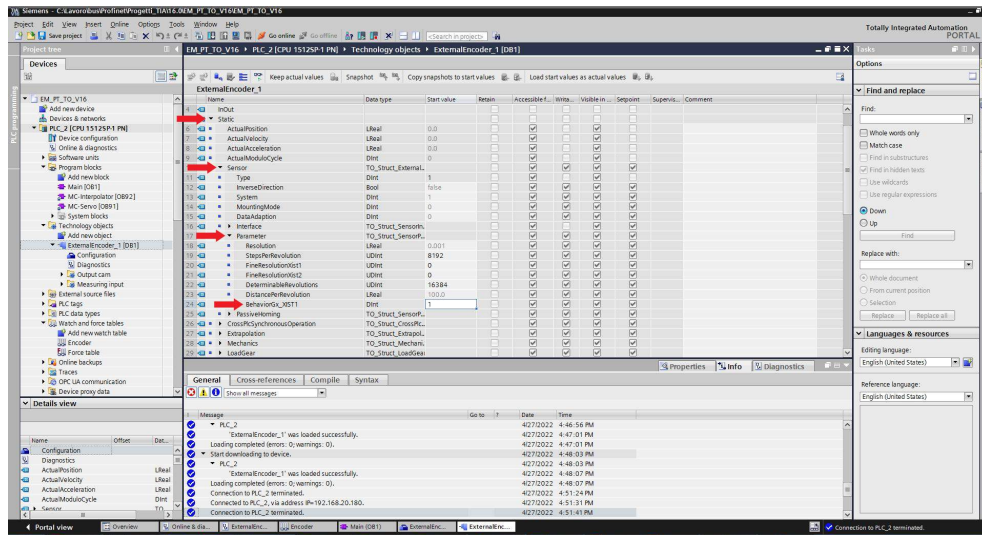 Siemens - C:\Lavoro\bus\Profinet\Progetti_TIA\16.0\EM_PT_TO_V16\EM_PT_TO_V16
Project Edit View Insert Online Options Tools Window Help
Totally Integrated Automation
PORTAL
Save project Go online Go offline <Search in project>
Project tree
EM_PT_TO_V16 PLC_2 [CPU 1512SP-1 PN] Technology objects ExternalEncoder_1 [DB1]
Tasks
Devices
Options
PLC programming
Keep actual values Snapshot Copy snapshots to start values Load start values as actual values
ExternalEncoder_1
Name Data type Start value Retain Accessible f... Writa... Visible in ... Setpoint Supervis... Comment
4 InOut
Static
6 ActualPosition LReal 0.0
7 ActualVelocity LReal 0.0
8 ActualAcceleration LReal 0.0
9 ActualModuloCycle DInt 0
Sensor TO_Struct_External...
11 Type DInt 1
12 InverseDirection Bool false
13 System DInt 1
14 MountingMode DInt 0
15 DataAdaption DInt 0
16 Interface TO_Struct_SensorIn...
17 Parameter TO_Struct_SensorP...
18 Resolution LReal 0.001
19 StepsPerRevolution UDInt 8192
20 FineResolutionXist1 UDInt 0
21 FineResolutionXist2 UDInt 0
22 DeterminableRevolutions UDInt 16384
23 DistancePerRevolution LReal 100.0
24 BehaviorGx_XIST1 DInt 1
25 PassiveHoming TO_Struct_SensorP...
26 CrossPlcSynchronousOperation TO_Struct_CrossPlc...
27 Extrapolation TO_Struct_Extrapol...
28 Mechanics TO_Struct_Mechani...
29 LoadGear TO_Struct_LoadGear
EM_PT_TO_V16
Add new device
Devices & networks
PLC_2 [CPU 1512SP-1 PN]
Device configuration
Online & diagnostics
Software units
Program blocks
Add new block
Main [OB1]
MC-Interpolator [OB92]
MC-Servo [OB91]
System blocks
Technology objects
Add new object
ExternalEncoder_1 [DB1]
Configuration
Diagnostics
Output cam
Measuring input
External source files
PLC tags
PLC data types
Watch and force tables
Add new watch table
Encoder
Force table
Online backups
Traces
OPC UA communication
Device proxy data
Details view
Name Offset Dat...
Configuration
Diagnostics
ActualPosition LReal
ActualVelocity LReal
ActualAcceleration LReal
ActualModuloCycle DInt
Sensor TO_
Properties Info Diagnostics
General Cross-references Compile Syntax
Show all messages
! Message Go to ? Date Time
PLC_2 4/27/2022 4:46:56 PM
'ExternalEncoder_1' was loaded successfully. 4/27/2022 4:47:01 PM
Loading completed (errors: 0; warnings: 0). 4/27/2022 4:47:01 PM
Start downloading to device. 4/27/2022 4:48:03 PM
PLC_2 4/27/2022 4:48:03 PM
'ExternalEncoder_1' was loaded successfully. 4/27/2022 4:48:07 PM
Loading completed (errors: 0; warnings: 0). 4/27/2022 4:48:07 PM
Connection to PLC_2 terminated. 4/27/2022 4:51:24 PM
Connected to PLC_2, via address IP=192.168.20.180. 4/27/2022 4:51:31 PM
Connection to PLC_2 terminated. 4/27/2022 4:51:41 PM
Find and replace
Find:
Whole words only
Match case
Find in substructures
Find in hidden texts
Use wildcards
Use regular expressions
Down
Up
Find
Replace with:
Whole document
From current position
Selection
Replace Replace all
Languages & resources
Editing language:
English (United States)
Reference language:
English (United States)
Portal view Overview Online & dia... ExternalEnc... Encoder Main (OB1) ExternalEnc... ExternalEnc... Connection to PLC_2 terminated.